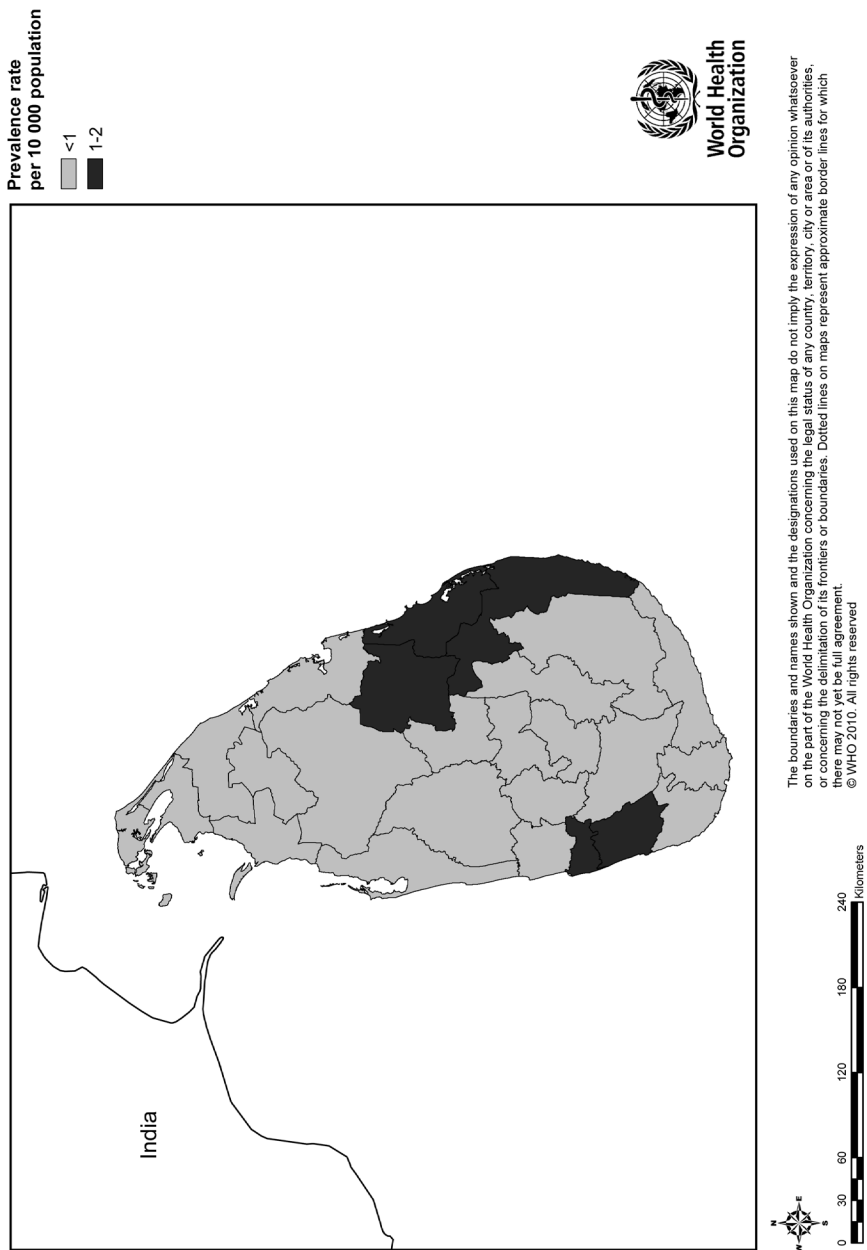 Prevalence rate
per 10 000 population
<1
1-2
World Health
Organization
India
The boundaries and names shown and the designations used on this map do not imply the expression of any opinion whatsoever
on the part of the World Health Organization concerning the legal status of any country, territory, city or area or of its authorities,
or concerning the delimitation of its frontiers or boundaries. Dotted lines on maps represent approximate border lines for which
there may not yet be full agreement.
© WHO 2010. All rights reserved
N
E
S
0 30 60 120 180 240
Kilometers